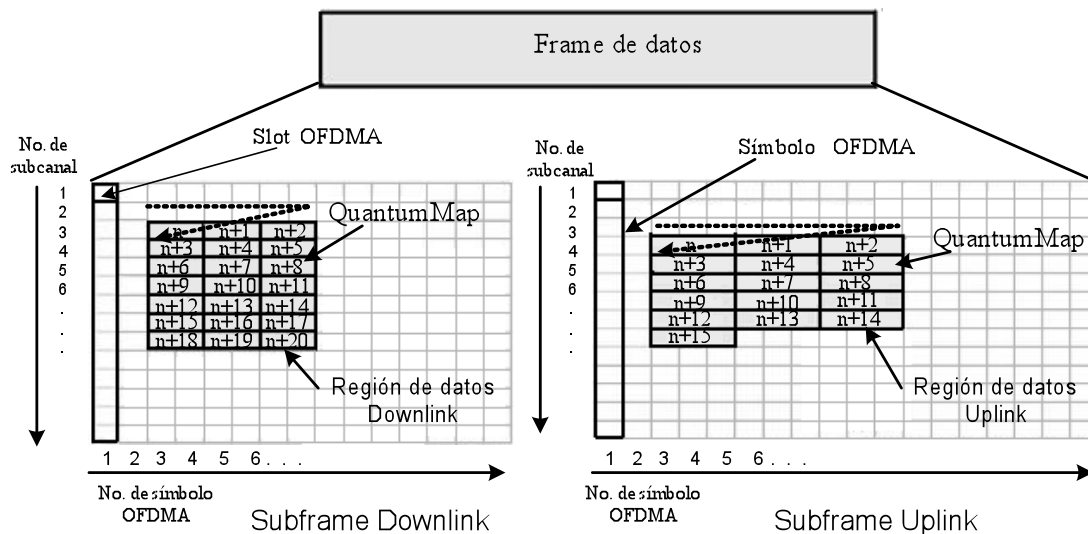 Frame de datos
No. de
subcanal
Slot OFDMA
1
2
3
4
5
6
.
.
.
QuantumMap
n n+1 n+2
n+3 n+4 n+5
n+6 n+7 n+8
n+9 n+10 n+11
n+12 n+13 n+14
n+15 n+16 n+17
n+18 n+19 n+20
Región de datos
Downlink
1 2 3 4 5 6 . . .
No. de símbolo
OFDMA
Subframe Downlink
No. de
subcanal
Símbolo OFDMA
1
2
3
4
5
6
.
.
.
QuantumMap
n n+1 n+2
n+3 n+4 n+5
n+6 n+7 n+8
n+9 n+10 n+11
n+12 n+13 n+14
n+15
Región de datos
Uplink
1 2 3 4 5 6 . . .
No. de símbolo
OFDMA
Subframe Uplink